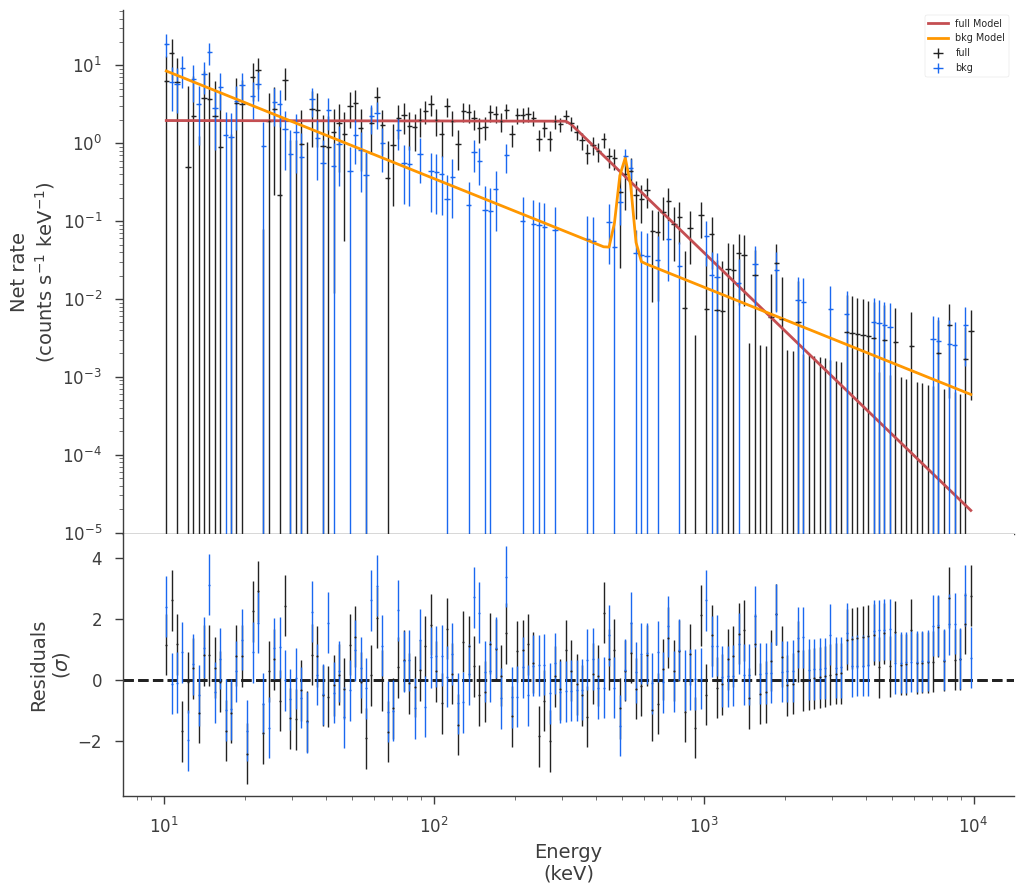 full Model
bkg Model
full
bkg
10¹
10⁰
10⁻¹
10⁻²
10⁻³
10⁻⁴
10⁻⁵
Net rate
(counts s⁻¹ keV⁻¹)
4
2
0
−2
Residuals
(σ)
10¹ 10² 10³ 10⁴
Energy
(keV)